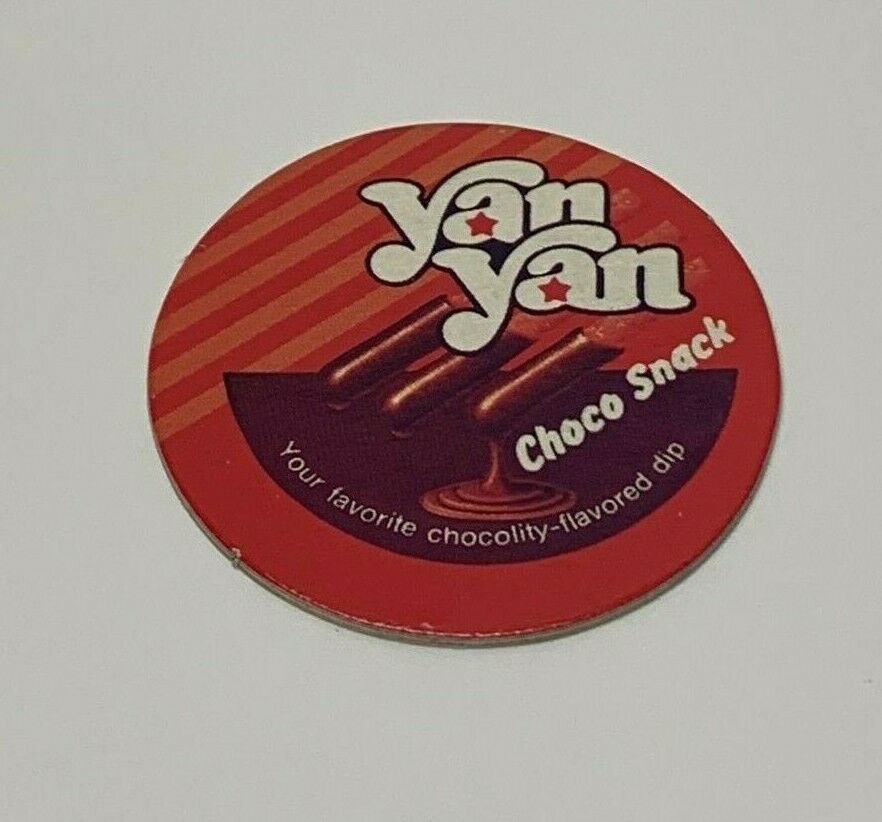 Yan
Yan
Choco Snack
Your favorite chocolity-flavored dip